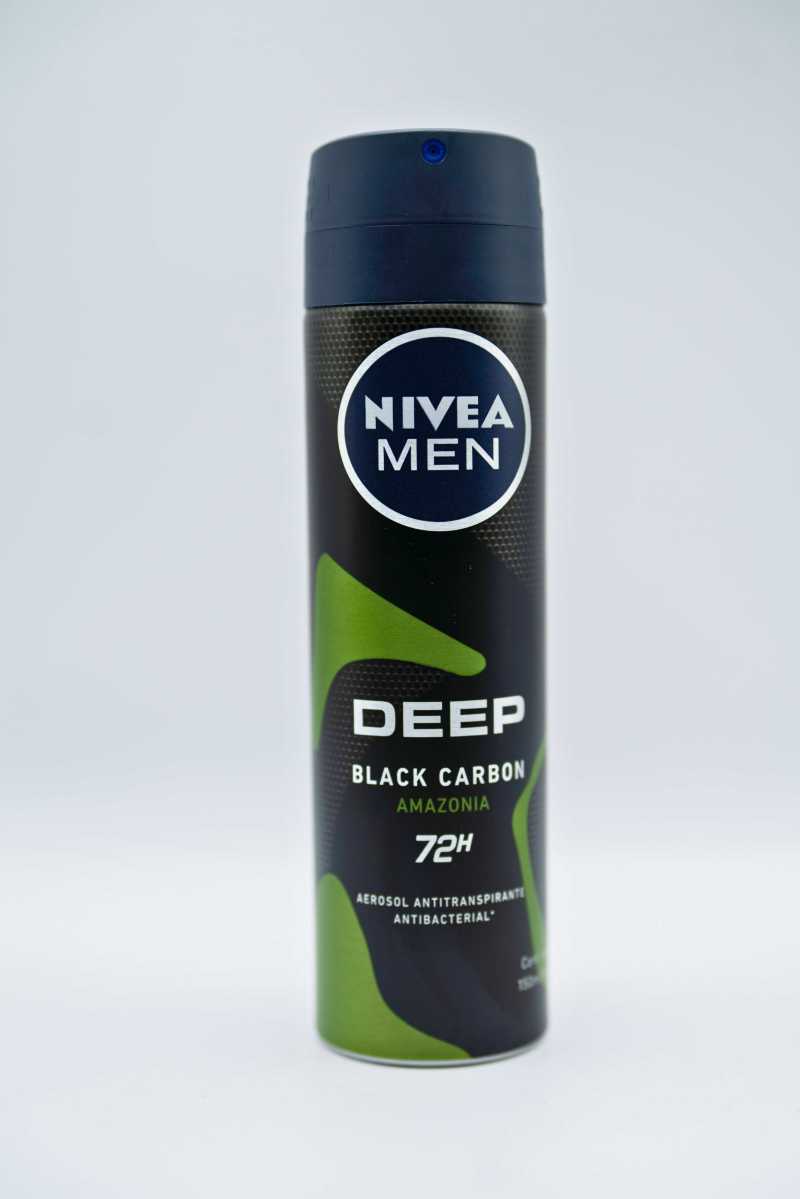 NIVEA
MEN
DEEP
BLACK CARBON
AMAZONIA
72H
AEROSOL ANTITRANSPIRANTE
ANTIBACTERIAL*